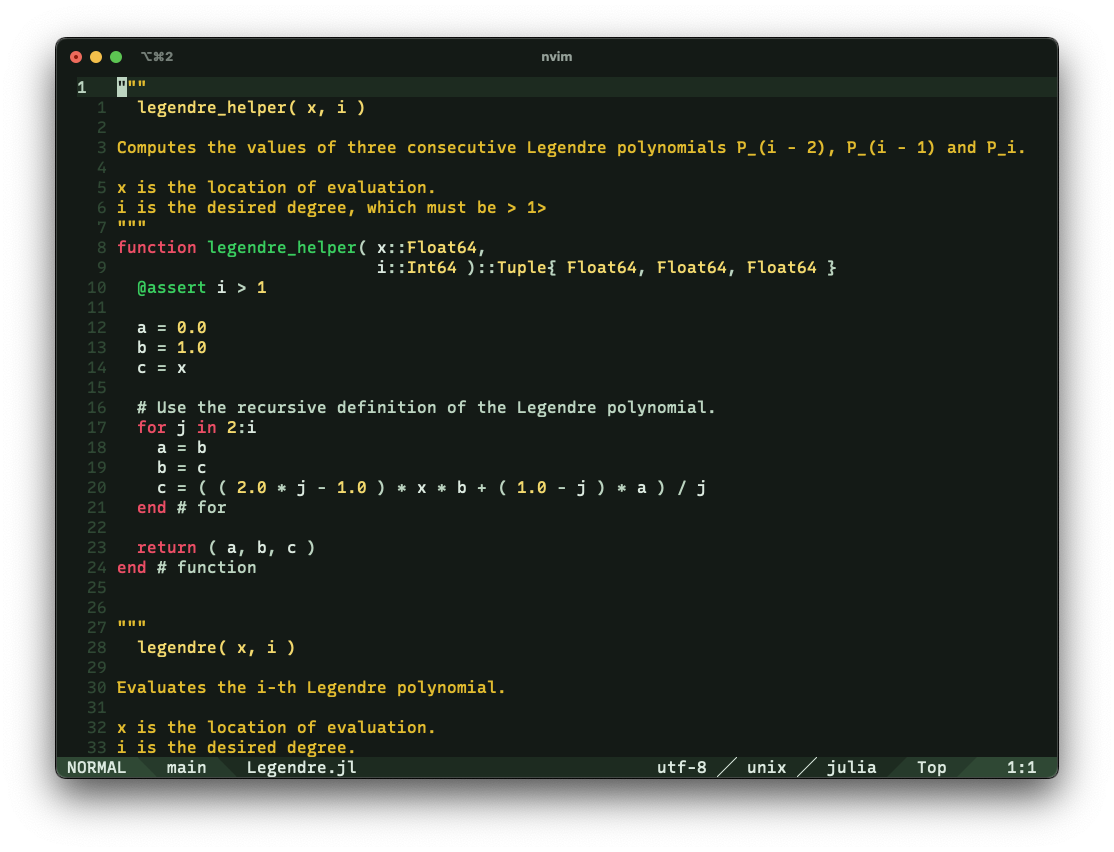 ⌥⌘2 nvim
1 """
1 legendre_helper( x, i )
2
3 Computes the values of three consecutive Legendre polynomials P_(i - 2), P_(i - 1) and P_i.
4
5 x is the location of evaluation.
6 i is the desired degree, which must be > 1>
7 """
8 function legendre_helper( x::Float64,
9 i::Int64 )::Tuple{ Float64, Float64, Float64 }
10 @assert i > 1
11
12 a = 0.0
13 b = 1.0
14 c = x
15
16 # Use the recursive definition of the Legendre polynomial.
17 for j in 2:i
18 a = b
19 b = c
20 c = ( ( 2.0 * j - 1.0 ) * x * b + ( 1.0 - j ) * a ) / j
21 end # for
22
23 return ( a, b, c )
24 end # function
25
26
27 """
28 legendre( x, i )
29
30 Evaluates the i-th Legendre polynomial.
31
32 x is the location of evaluation.
33 i is the desired degree.
NORMAL main Legendre.jl utf-8 / unix / julia Top 1:1